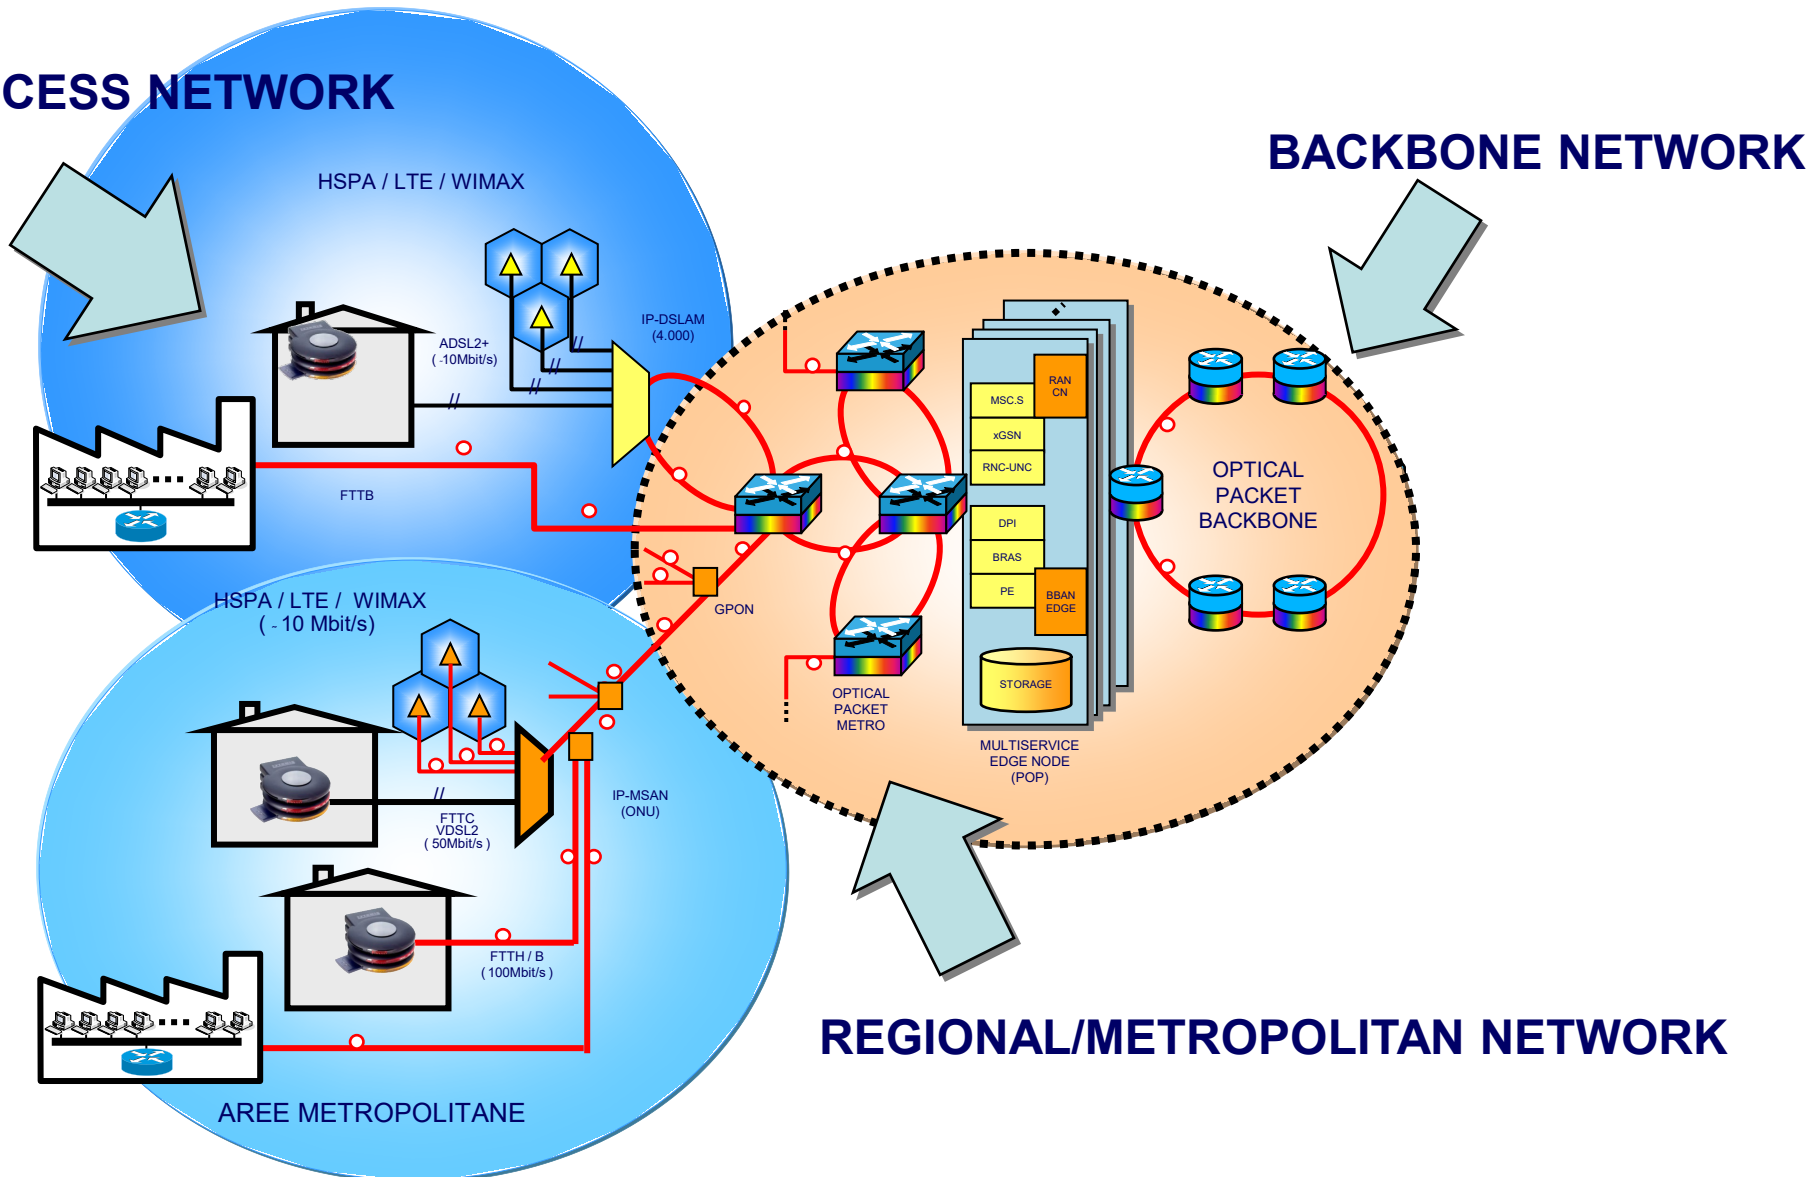 CESS NETWORK
BACKBONE NETWORK
HSPA / LTE / WIMAX
IP-DSLAM
(4.000)
ADSL2+
( -10Mbit/s)
FTTB
RAN
CN
MSC.S
xGSN
RNC-UNC
DPI
BRAS
PE
BBAN
EDGE
STORAGE
OPTICAL
PACKET
BACKBONE
GPON
HSPA / LTE / WIMAX
( - 10 Mbit/s)
OPTICAL
PACKET
METRO
MULTISERVICE
EDGE NODE
(POP)
IP-MSAN
(ONU)
FTTC
VDSL2
( 50Mbit/s )
FTTH / B
( 100Mbit/s )
REGIONAL/METROPOLITAN NETWORK
AREE METROPOLITANE